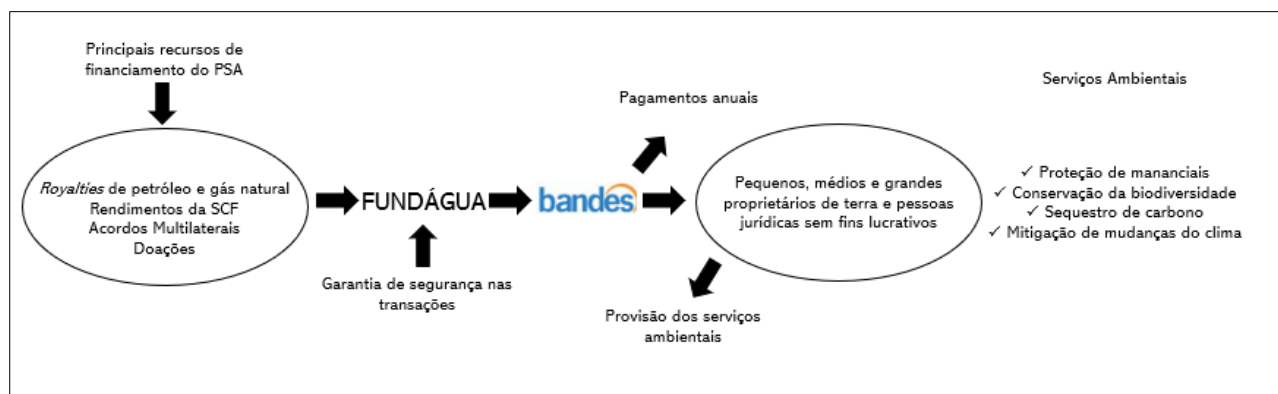 Principais recursos de
financiamento do PSA
Royalties de petróleo e gás natural
Rendimentos da SCF
Acordos Multilaterais
Doações
FUNDÁGUA
Garantia de segurança nas
transações
bandes
Pagamentos anuais
Pequenos, médios e grandes
proprietários de terra e pessoas
jurídicas sem fins lucrativos
Provisão dos serviços
ambientais
Serviços Ambientais
✓ Proteção de mananciais
✓ Conservação da biodiversidade
✓ Sequestro de carbono
✓ Mitigação de mudanças do clima